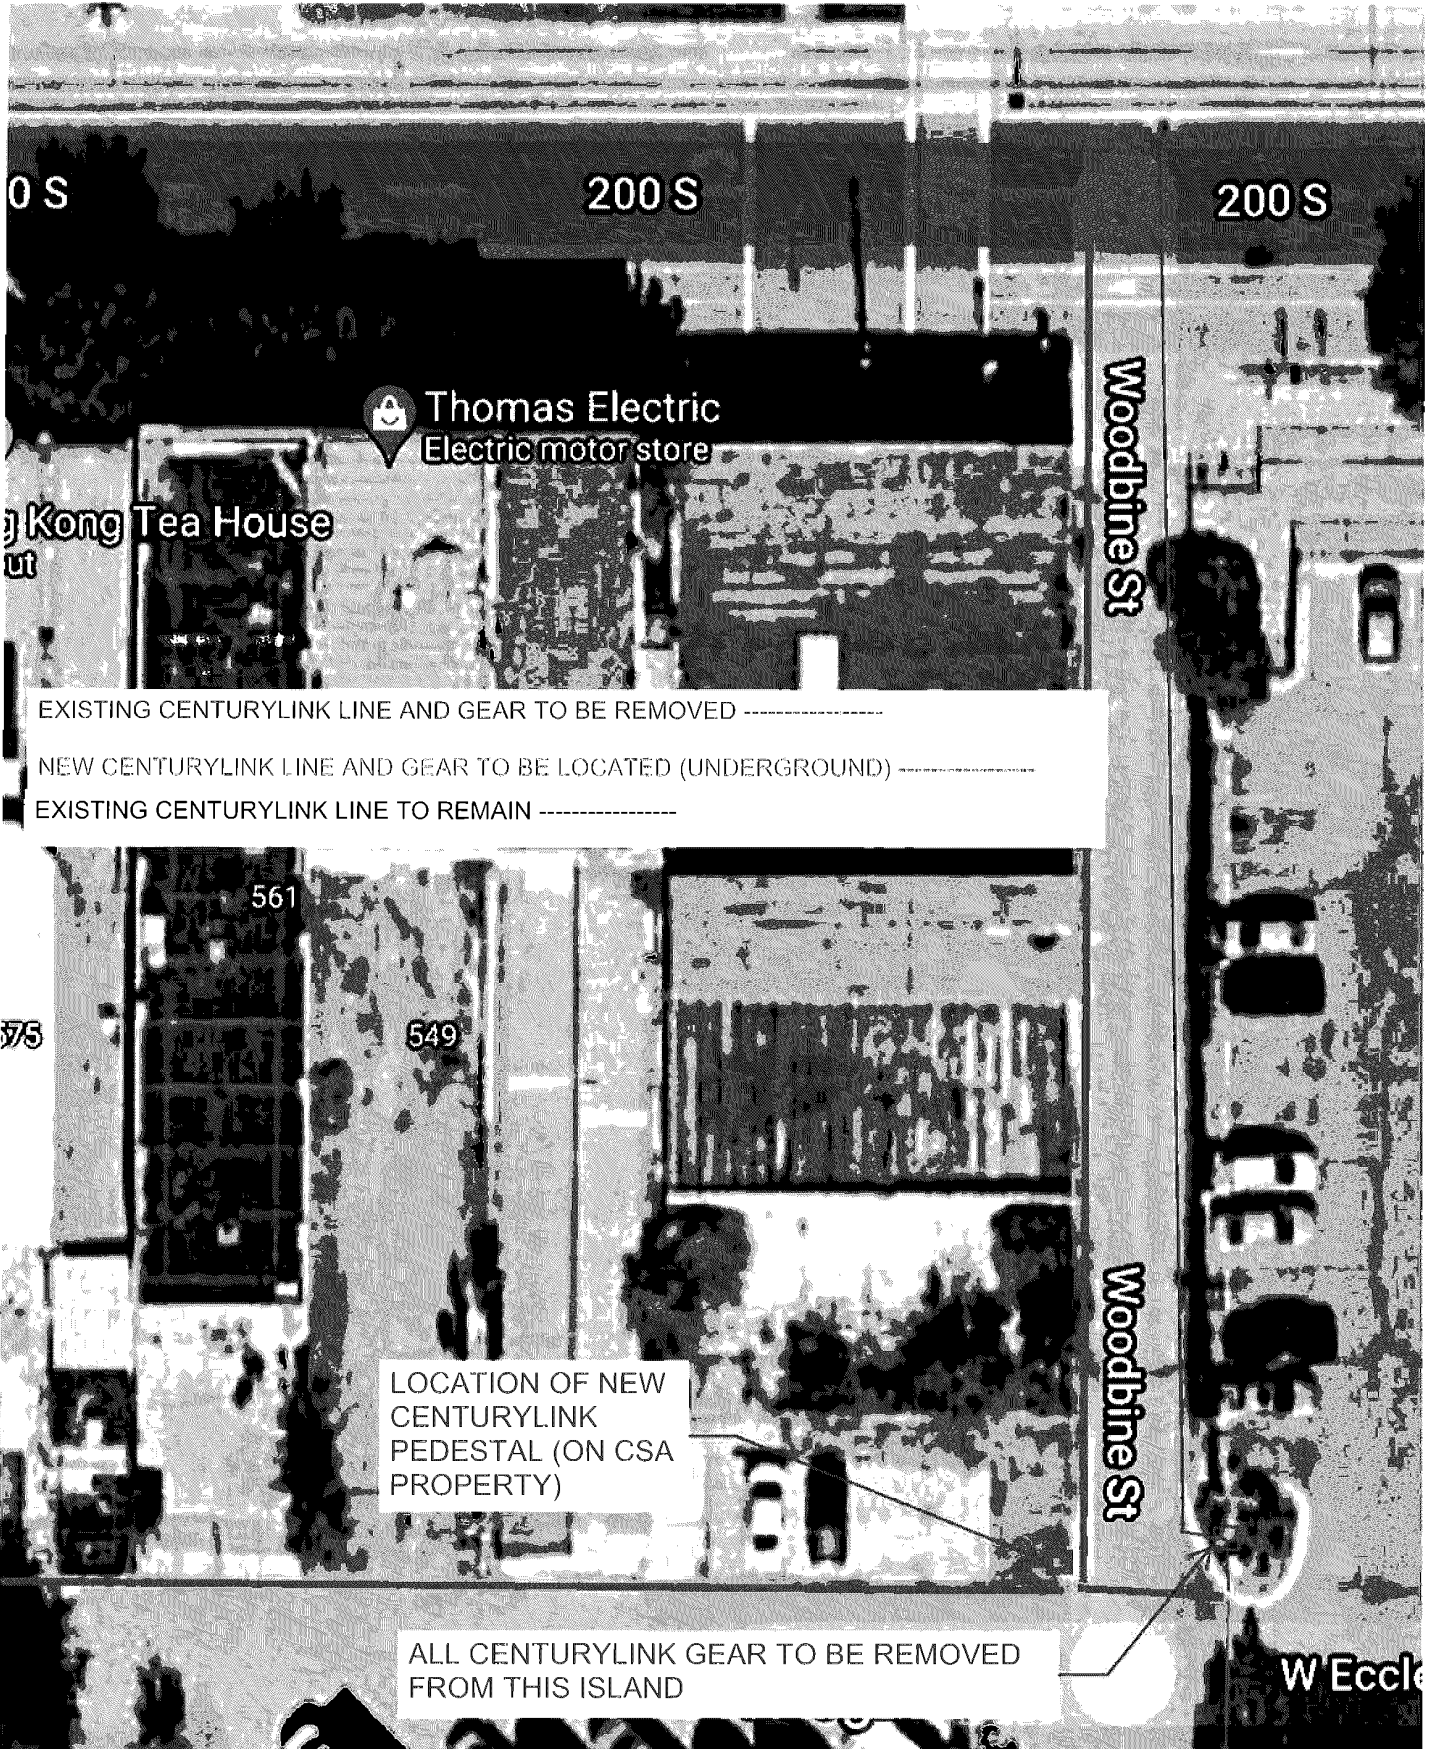 0 S
200 S
200 S
Woodbine St
Thomas Electric
Electric motor store
Kong Tea House
ut
EXISTING CENTURYLINK LINE AND GEAR TO BE REMOVED -----------------
NEW CENTURYLINK LINE AND GEAR TO BE LOCATED (UNDERGROUND) -----------------
EXISTING CENTURYLINK LINE TO REMAIN -----------------
561
549
575
LOCATION OF NEW
CENTURYLINK
PEDESTAL (ON CSA
PROPERTY)
Woodbine St
ALL CENTURYLINK GEAR TO BE REMOVED
FROM THIS ISLAND
W Eccle